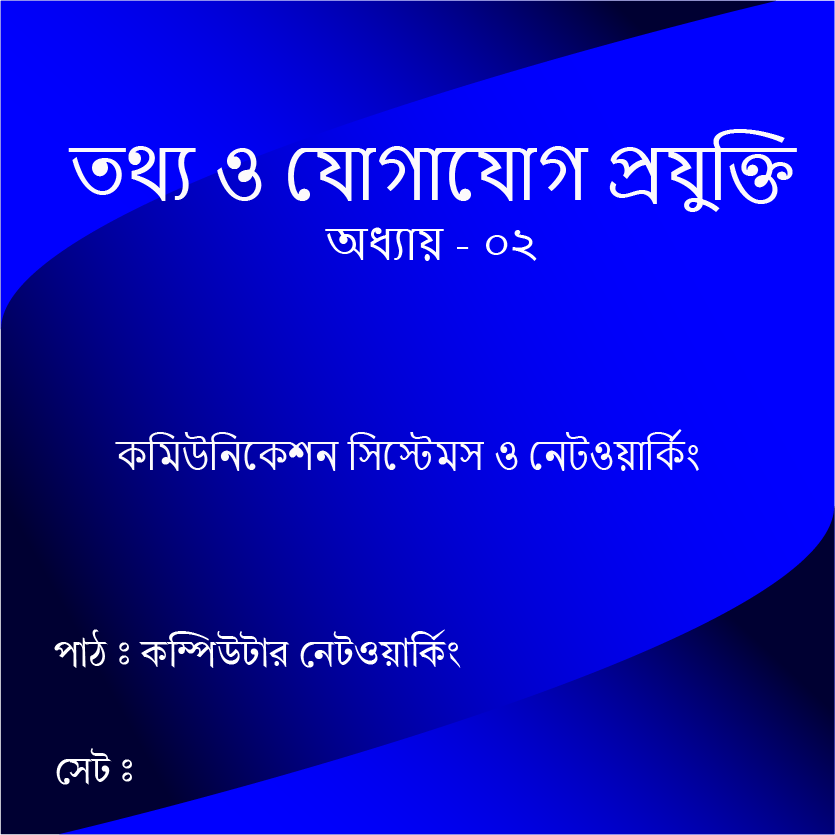 তথ্য ও যোগাযোগ প্রযুক্তি
অধ্যায় - ০২
কমিউনিকেশন সিস্টেমস ও নেটওয়ার্কিং
পাঠ ঃ কম্পিউটার নেটওয়ার্কিং
সেট ঃ